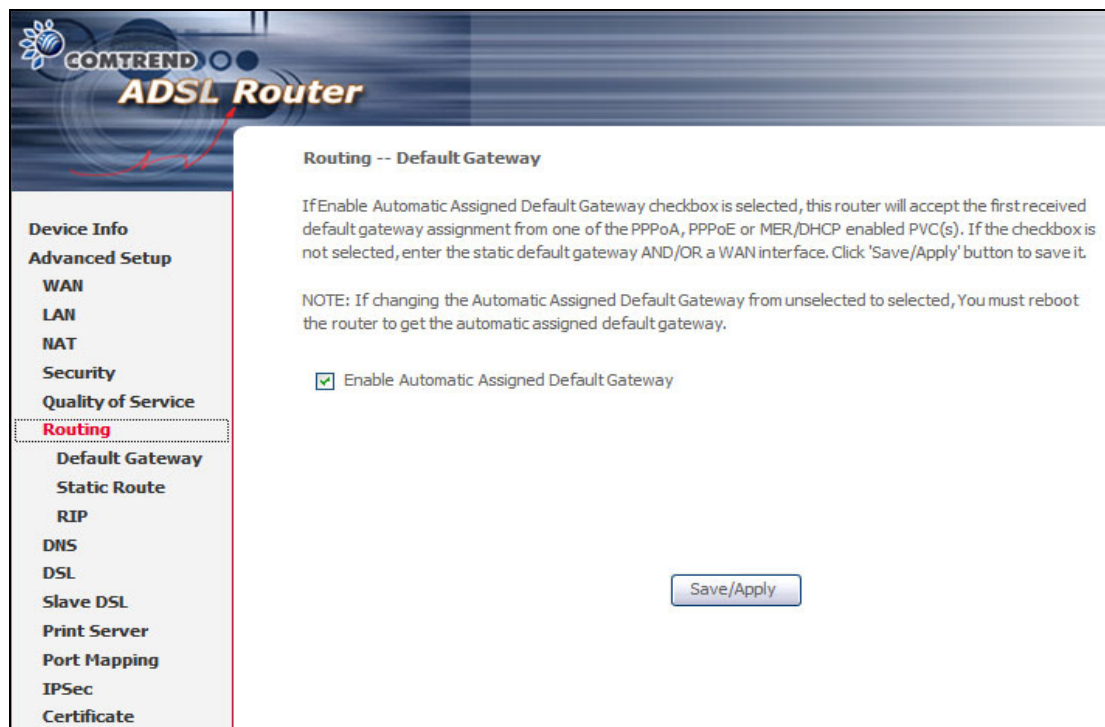 COMTREND
ADSL Router
Routing -- Default Gateway
If Enable Automatic Assigned Default Gateway checkbox is selected, this router will accept the first received
default gateway assignment from one of the PPPoA, PPPoE or MER/DHCP enabled PVC(s). If the checkbox is
not selected, enter the static default gateway AND/OR a WAN interface. Click 'Save/Apply' button to save it.
NOTE: If changing the Automatic Assigned Default Gateway from unselected to selected, You must reboot
the router to get the automatic assigned default gateway.
Enable Automatic Assigned Default Gateway
Save/Apply
Device Info
Advanced Setup
WAN
LAN
NAT
Security
Quality of Service
Routing
Default Gateway
Static Route
RIP
DNS
DSL
Slave DSL
Print Server
Port Mapping
IPSec
Certificate